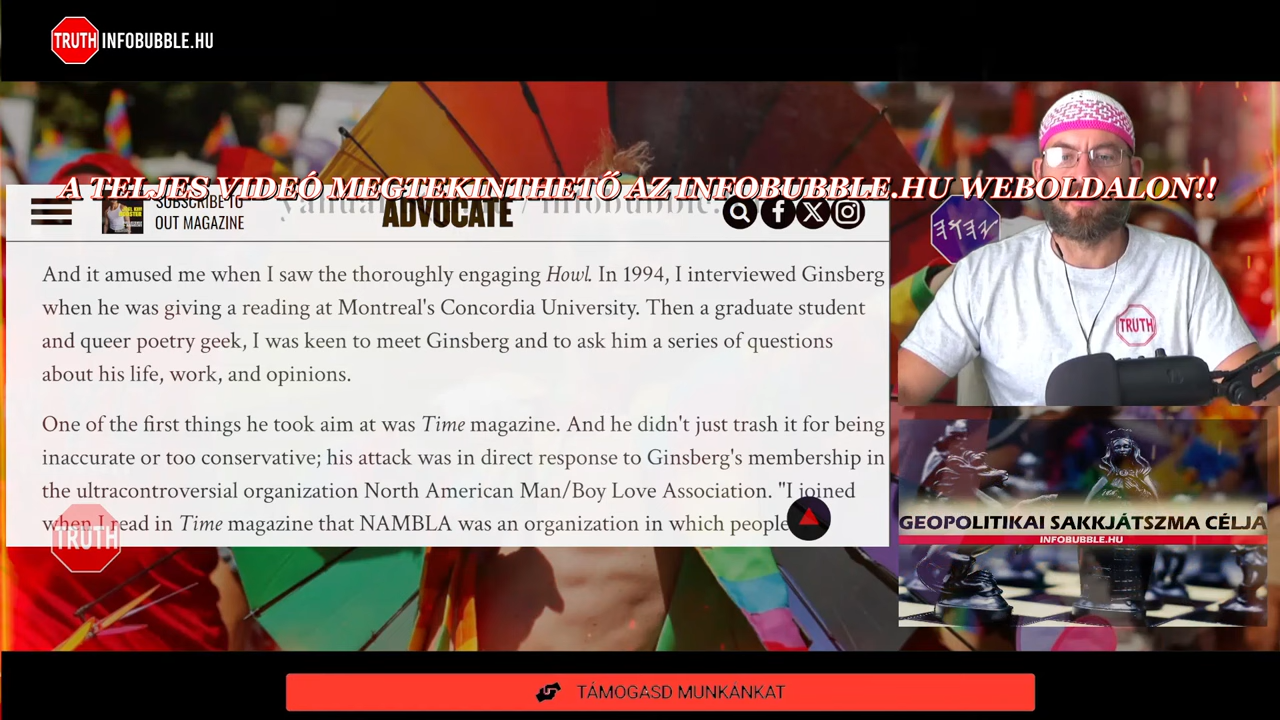 TRUTH INFOBUBBLE.HU
A TELJES VIDEÓ MEGTEKINTHETŐ AZ INFOBUBBLE.HU WEBOLDALON!!
SUBSCRIBE TO
OUT MAGAZINE
ADVOCATE
/ infobubble.
And it amused me when I saw the thoroughly engaging Howl. In 1994, I interviewed Ginsberg
when he was giving a reading at Montreal's Concordia University. Then a graduate student
and queer poetry geek, I was keen to meet Ginsberg and to ask him a series of questions
about his life, work, and opinions.
One of the first things he took aim at was Time magazine. And he didn't just trash it for being
inaccurate or too conservative; his attack was in direct response to Ginsberg's membership in
the ultracontroversial organization North American Man/Boy Love Association. "I joined
when I read in Time magazine that NAMBLA was an organization in which people
TRUTH
𐤉𐤄𐤅𐤄
TRUTH
GEOPOLITIKAI SAKKJÁTSZMA CÉLJA
INFOBUBBLE.HU
TÁMOGASD MUNKÁNKAT